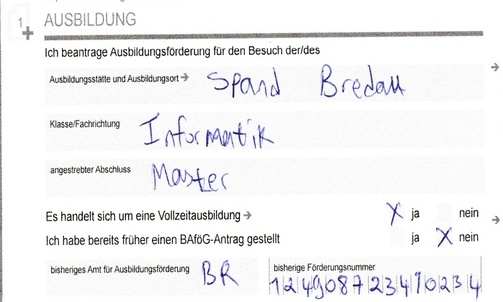 1 AUSBILDUNG
Ich beantrage Ausbildungsförderung für den Besuch der/des
Ausbildungsstätte und Ausbildungsort → Spand Bredau
Klasse/Fachrichtung Informatik
angestrebter Abschluss Master
Es handelt sich um eine Vollzeitausbildung → X ja nein
Ich habe bereits früher einen BAföG-Antrag gestellt ja X nein
bisheriges Amt für Ausbildungsförderung BR bisherige Förderungsnummer
124908723410234